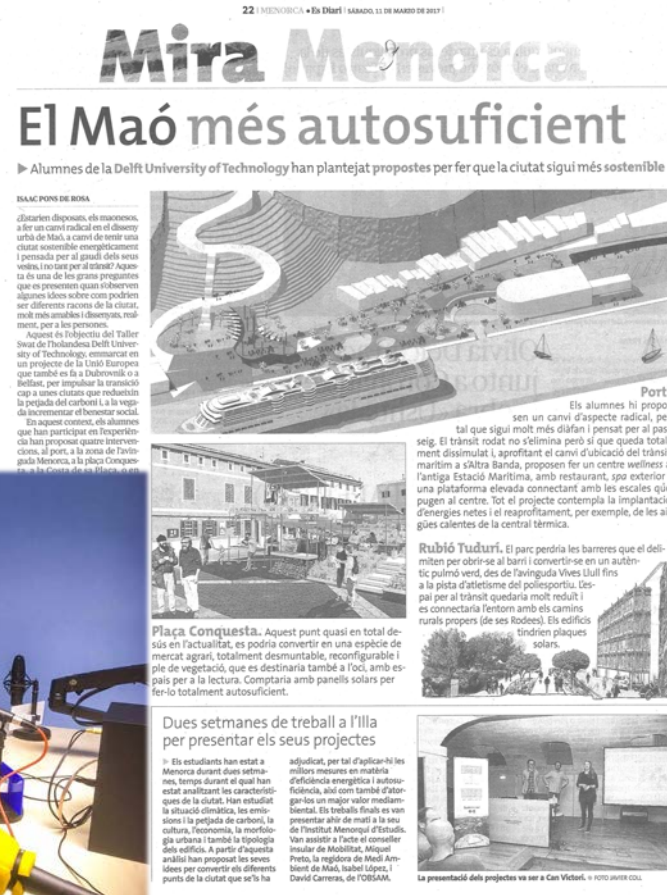 22 | MENORCA • Es Diari | SÁBADO, 11 DE MARZO DE 2017 |
Mira Menorca
El Maó més autosuficient
▶ Alumnes de la Delft University of Technology han plantejat propostes per fer que la ciutat sigui més sostenible
ISAAC PONS DE ROSA
¿Estarien disposats, els maonesos,
a fer un canvi radical en el disseny
urbà de Maó, a canvi de tenir una
ciutat sostenible energèticament
i pensada per al gaudi dels seus
veïns, i no tant per al trànsit? Aques-
ta és una de les grans preguntes
que es presenten quan s'observen
algunes idees sobre com podrien
ser diferents racons de la ciutat,
molt més amables i dissenyats, real-
ment, per a les persones.
Aquest és l'objectiu del Taller
Swat de l'holandesa Delft Univer-
sity of Technology, emmarcat en
un projecte de la Unió Europea
que també es fa a Dubrovnik o a
Belfast, per impulsar la transició
cap a unes ciutats que redueixin
la petjada del carboni i, a la vega-
da incrementar el benestar social.
En aquest context, els alumnes
que han participat en l'experièn-
cia han proposat quatre interven-
cions, al port, a la zona de l'avin-
guda Menorca, a la plaça Conques-
ta, a la Costa de sa Plaça, o en
Port
Els alumnes hi propo
sen un canvi d'aspecte radical, pe
tal que sigui molt més diàfan i pensat per al pas
seig. El trànsit rodat no s'elimina però si que queda total
ment dissimulat i, aprofitant el canvi d'ubicació del trànsi
marítim a s'Altra Banda, proposen fer un centre wellness a
l'antiga Estació Marítima, amb restaurant, spa exterior
una plataforma elevada connectant amb les escales qu
pugen al centre. Tot el projecte contempla la implantació
d'energies netes i el reaprofitament, per exemple, de les ai
gües calentes de la central tèrmica.
Plaça Conquesta. Aquest punt quasi en total de-
sús en l'actualitat, es podria convertir en una espècie de
mercat agrari, totalment desmuntable, reconfigurable i
ple de vegetació, que es destinaria també a l'oci, amb es-
pais per a la lectura. Comptaria amb panells solars per
fer-lo totalment autosuficient.
Rubió Tudurí. El parc perdria les barreres que el deli-
miten per obrir-se al barri i convertir-se en un autèn-
tic pulmó verd, des de l'avinguda Vives Llull fins
a la pista d'atletisme del poliesportiu. L'es-
pai per al trànsit quedaria molt reduït i
es connectaria l'entorn amb els camins
rurals propers (de ses Rodees). Els edificis
tindrien plaques
solars.
Dues setmanes de treball a l'Illa
per presentar els seus projectes
▶ Els estudiants han estat a
Menorca durant dues setma-
nes, temps durant el qual han
estat analitzant les característi-
ques de la ciutat. Han estudiat
la situació climàtica, les emis-
sions i la petjada de carboni, la
cultura, l'economia, la morfolo-
gia urbana i també la tipologia
dels edificis. A partir d'aquesta
anàlisi han proposat les seves
idees per convertir els diferents
punts de la ciutat que se'ls ha
adjudicat, per tal d'aplicar-hi les
millors mesures en matèria
d'eficiència energètica i autosu-
ficiència, així com també d'ator-
gar-los un major valor mediam-
biental. Els treballs finals es van
presentar ahir de matí a la seu
de l'Institut Menorquí d'Estudis.
Van assistir a l'acte el conseller
insular de Mobilitat, Miquel
Preto, la regidora de Medi Am-
bient de Maó, Isabel López, i
David Carreras, de l'OBSAM.
La presentació dels projectes va ser a Can Victori. FOTO JAVIER COLL